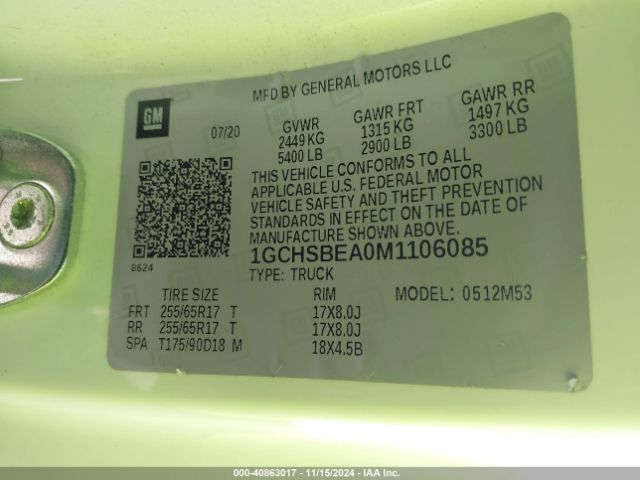 MFD BY GENERAL MOTORS LLC
GM
07/20
GVWR
2449 KG
5400 LB
GAWR FRT
1315 KG
2900 LB
GAWR RR
1497 KG
3300 LB
THIS VEHICLE CONFORMS TO ALL
APPLICABLE U.S. FEDERAL MOTOR
VEHICLE SAFETY AND THEFT PREVENTION
STANDARDS IN EFFECT ON THE DATE OF
MANUFACTURE SHOWN ABOVE.
8624
1GCHSBEA0M1106085
TYPE: TRUCK
TIRE SIZE RIM MODEL: 0512M53
FRT 255/65R17 T 17X8.0J
RR 255/65R17 T 17X8.0J
SPA T175/90D18 M 18X4.5B
000-40863017 - 11/15/2024 - IAA Inc.